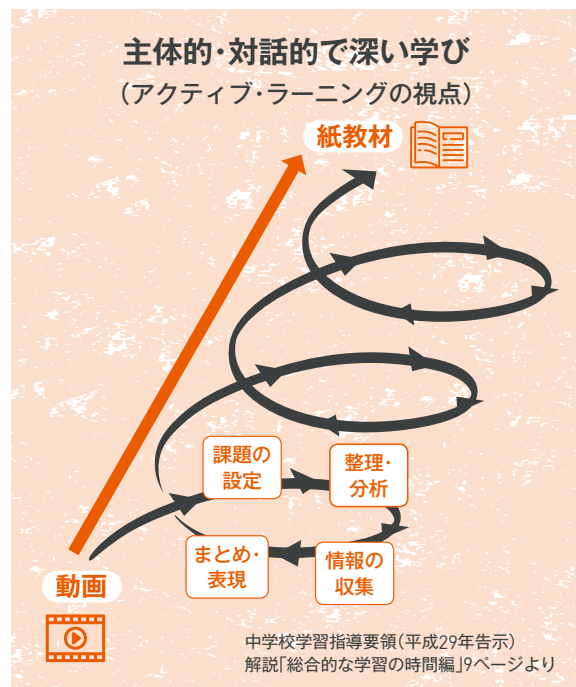 主体的・対話的で深い学び
（アクティブ・ラーニングの視点）
紙教材
課題の
設定
整理・
分析
まとめ・
表現
情報の
収集
動画
中学校学習指導要領（平成29年告示）
解説「総合的な学習の時間編」9ページより